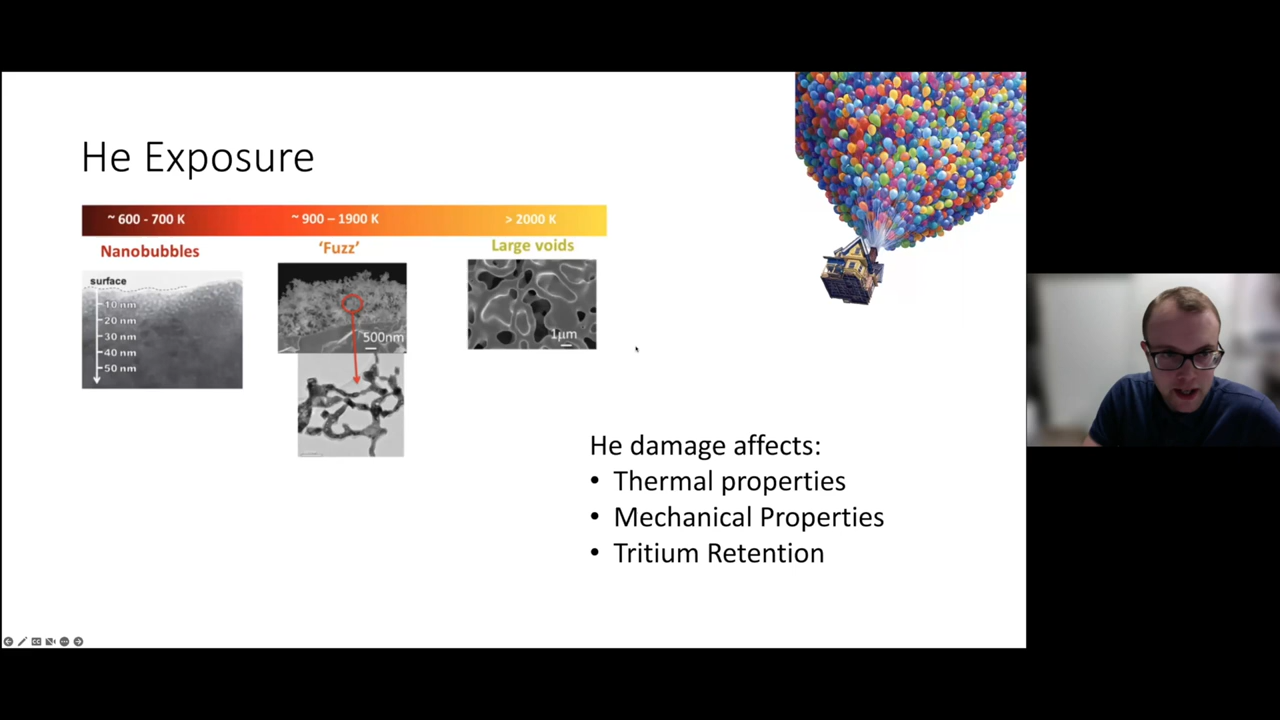 He Exposure
~ 600 - 700 K
~ 900 – 1900 K
> 2000 K
Nanobubbles
‘Fuzz’
Large voids
surface
10 nm
20 nm
30 nm
40 nm
50 nm
500nm
1μm
He damage affects:
• Thermal properties
• Mechanical Properties
• Tritium Retention